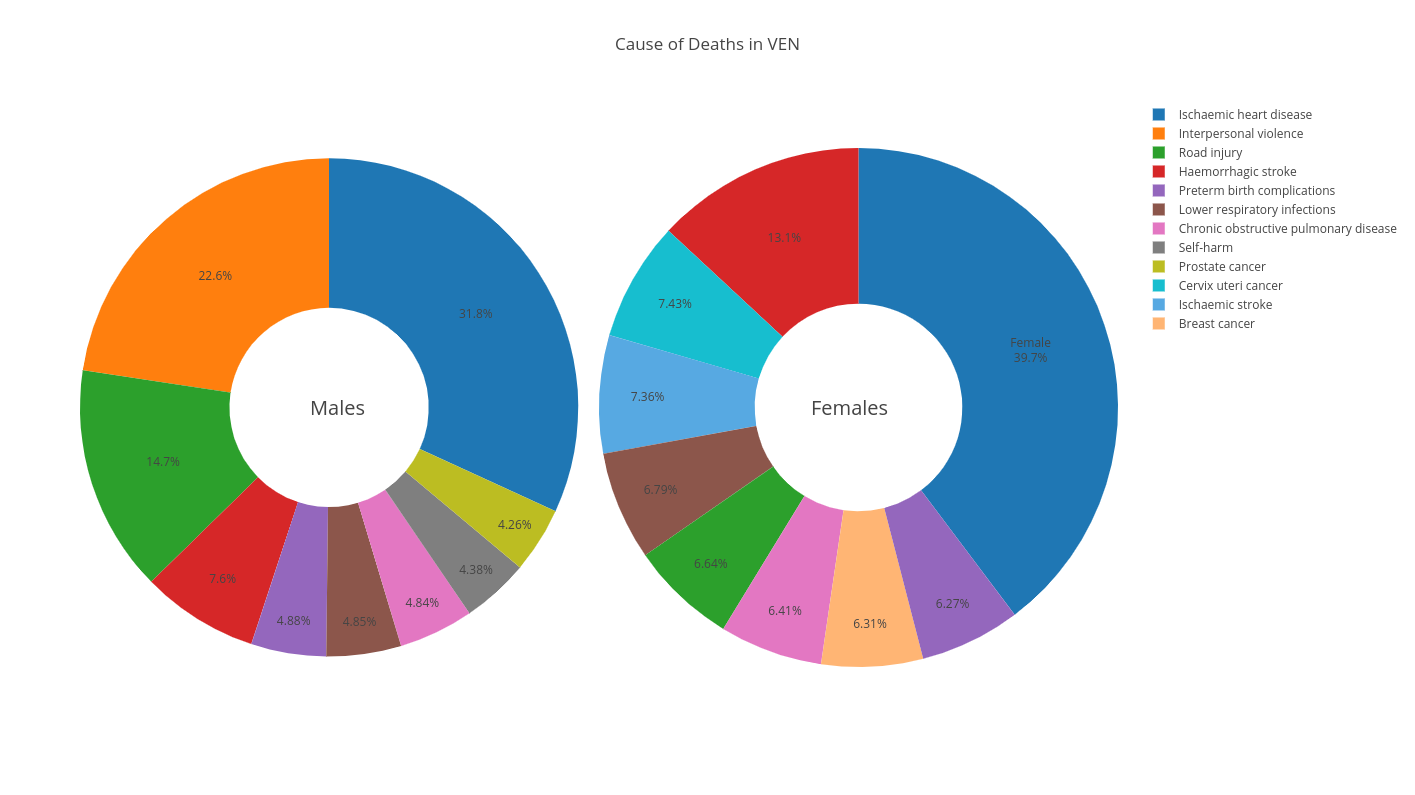 Cause of Deaths in VEN
22.6%
31.8%
14.7%
7.6%
4.88%
4.85%
4.84%
4.38%
4.26%
Males
13.1%
7.43%
7.36%
6.79%
6.64%
6.41%
6.31%
6.27%
Female
39.7%
Females
Ischaemic heart disease
Interpersonal violence
Road injury
Haemorrhagic stroke
Preterm birth complications
Lower respiratory infections
Chronic obstructive pulmonary disease
Self-harm
Prostate cancer
Cervix uteri cancer
Ischaemic stroke
Breast cancer